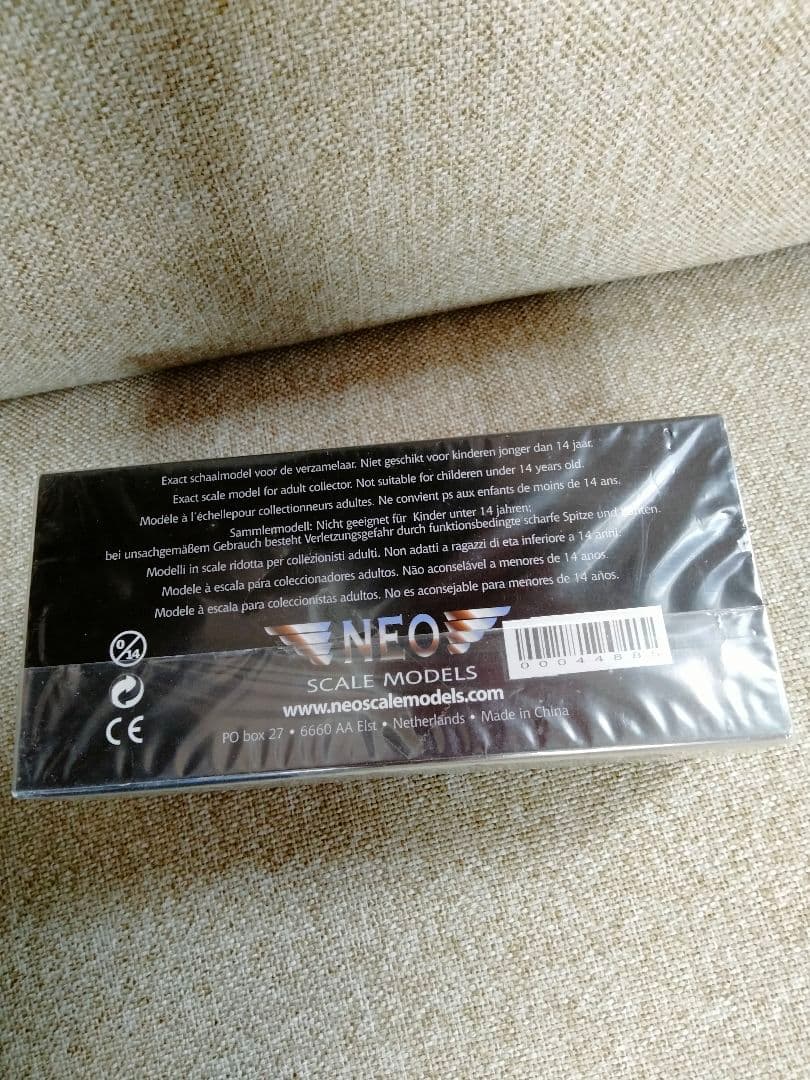 Exact schaalmodel voor de verzamelaar. Niet geschikt voor kinderen jonger dan 14 jaar.
Exact scale model for adult collector. Not suitable for childeren under 14 years old.
Modèle à l'échellepour collectionneurs adultes. Ne convient ps aux enfants de moins de 14 ans.
Sammlermodell: Nicht geeignet für Kinder unter 14 jahren;
bei unsachgemäßem Gebrauch besteht Verletzungsgefahr durch funktionsbedingte scharfe Spitze und Kanten.
Modelli in scale ridotta per collezionisti adulti. Non adatti a ragazzi di eta inferiore a 14 anni.
Modele à escala pára coleccionadores adultos. Não aconselável a menores de 14 anos.
Modele à escala para coleccionistas adultos. No es aconsejable para menores de 14 años.
0/14
NEO
SCALE MODELS
www.neoscalemodels.com
PO box 27 • 6660 AA Elst • Netherlands • Made in China
CE